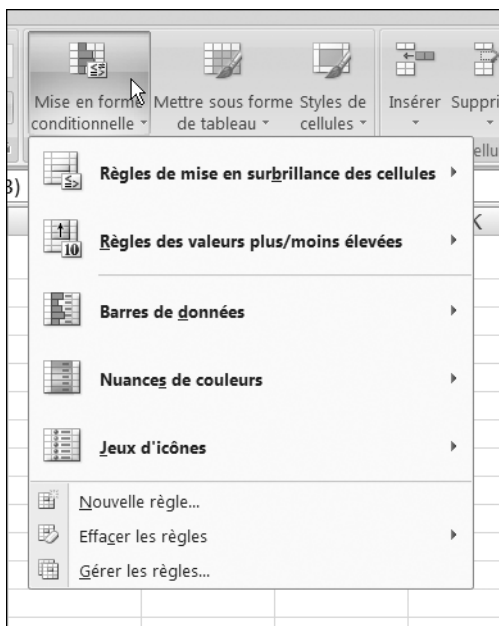 Mise en forme Mettre sous forme Styles de Insérer
conditionnelle de tableau cellules
Règles de mise en surbrillance des cellules
Règles des valeurs plus/moins élevées
Barres de données
Nuances de couleurs
Jeux d'icônes
Nouvelle règle...
Effacer les règles
Gérer les règles...